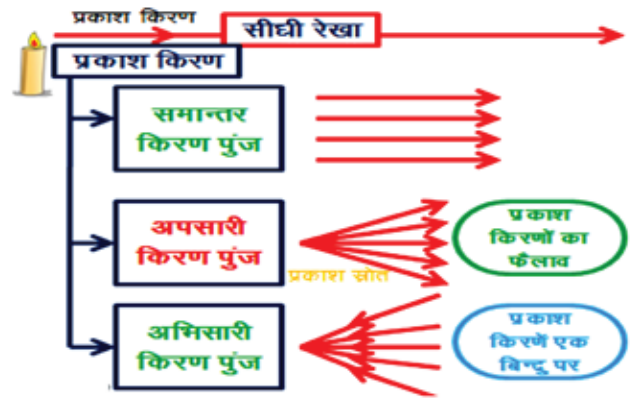 प्रकाश किरण
सीधी रेखा
प्रकाश किरण
समान्तर
किरण पुंज
अपसारी
किरण पुंज
प्रकाश स्रोत
प्रकाश
किरणों का
फैलाव
अभिसारी
किरण पुंज
प्रकाश
किरणें एक
बिन्दु पर